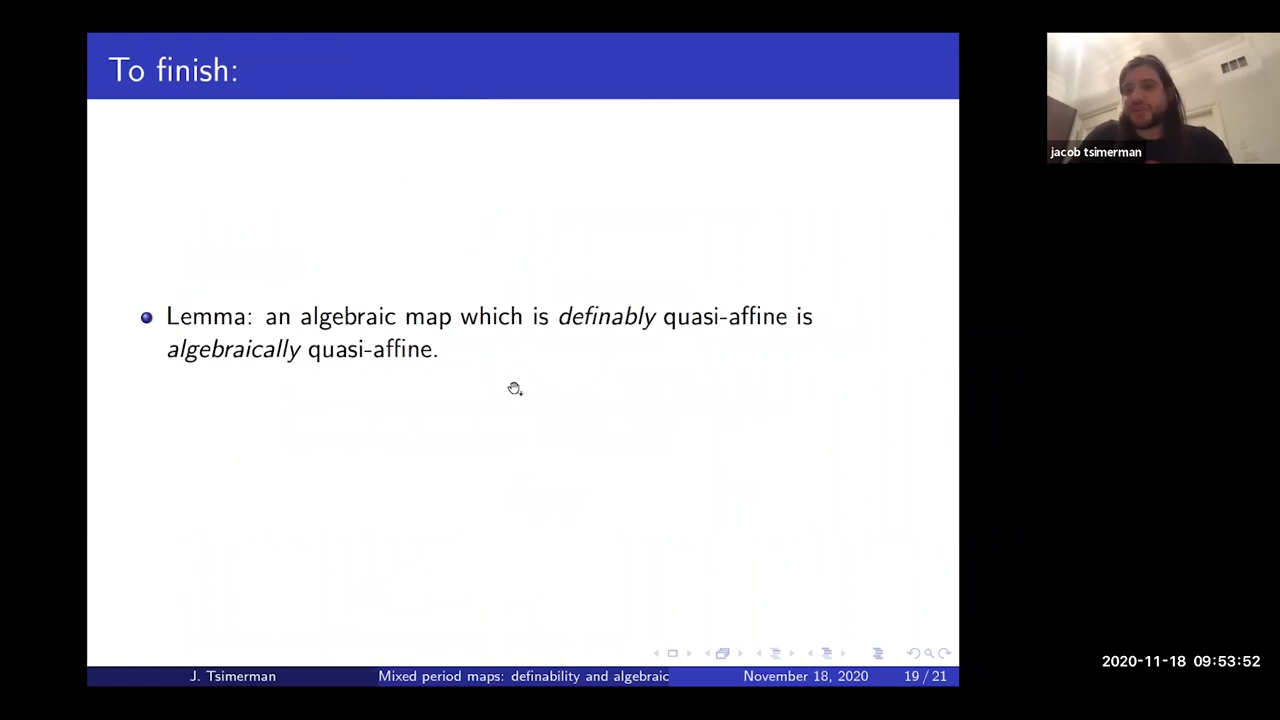 To finish:
jacob tsimerman
Lemma: an algebraic map which is definably quasi-affine is
algebraically quasi-affine.
2020-11-18 09:53:52
J. Tsimerman
Mixed period maps: definability and algebraic
November 18, 2020
19 / 21